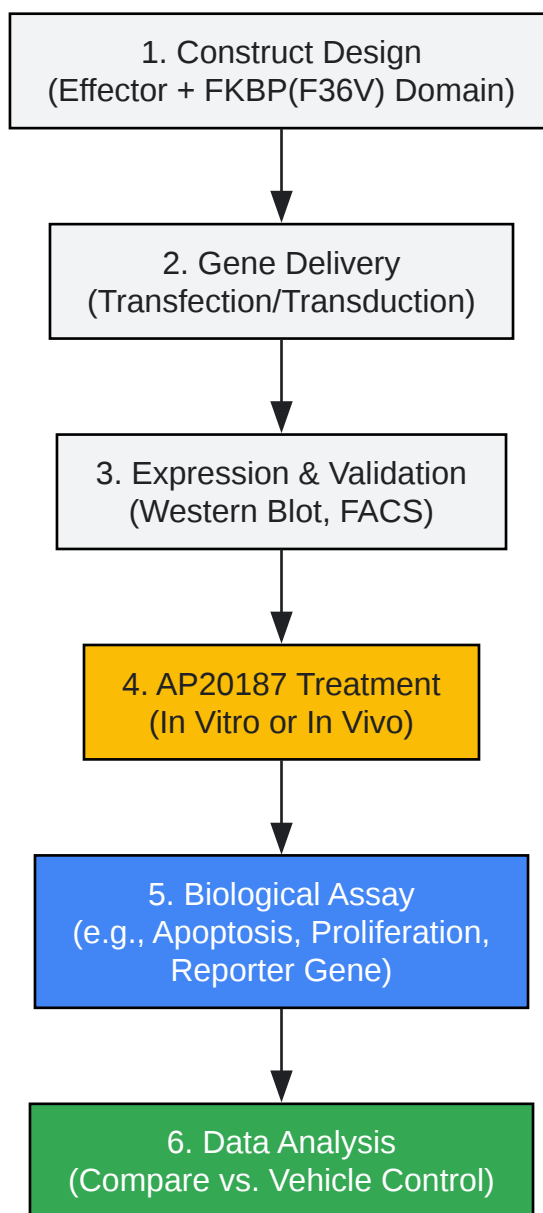 1. Construct Design
(Effector + FKBP(F36V) Domain)
2. Gene Delivery
(Transfection/Transduction)
3. Expression & Validation
(Western Blot, FACS)
4. AP20187 Treatment
(In Vitro or In Vivo)
5. Biological Assay
(e.g., Apoptosis, Proliferation,
Reporter Gene)
6. Data Analysis
(Compare vs. Vehicle Control)